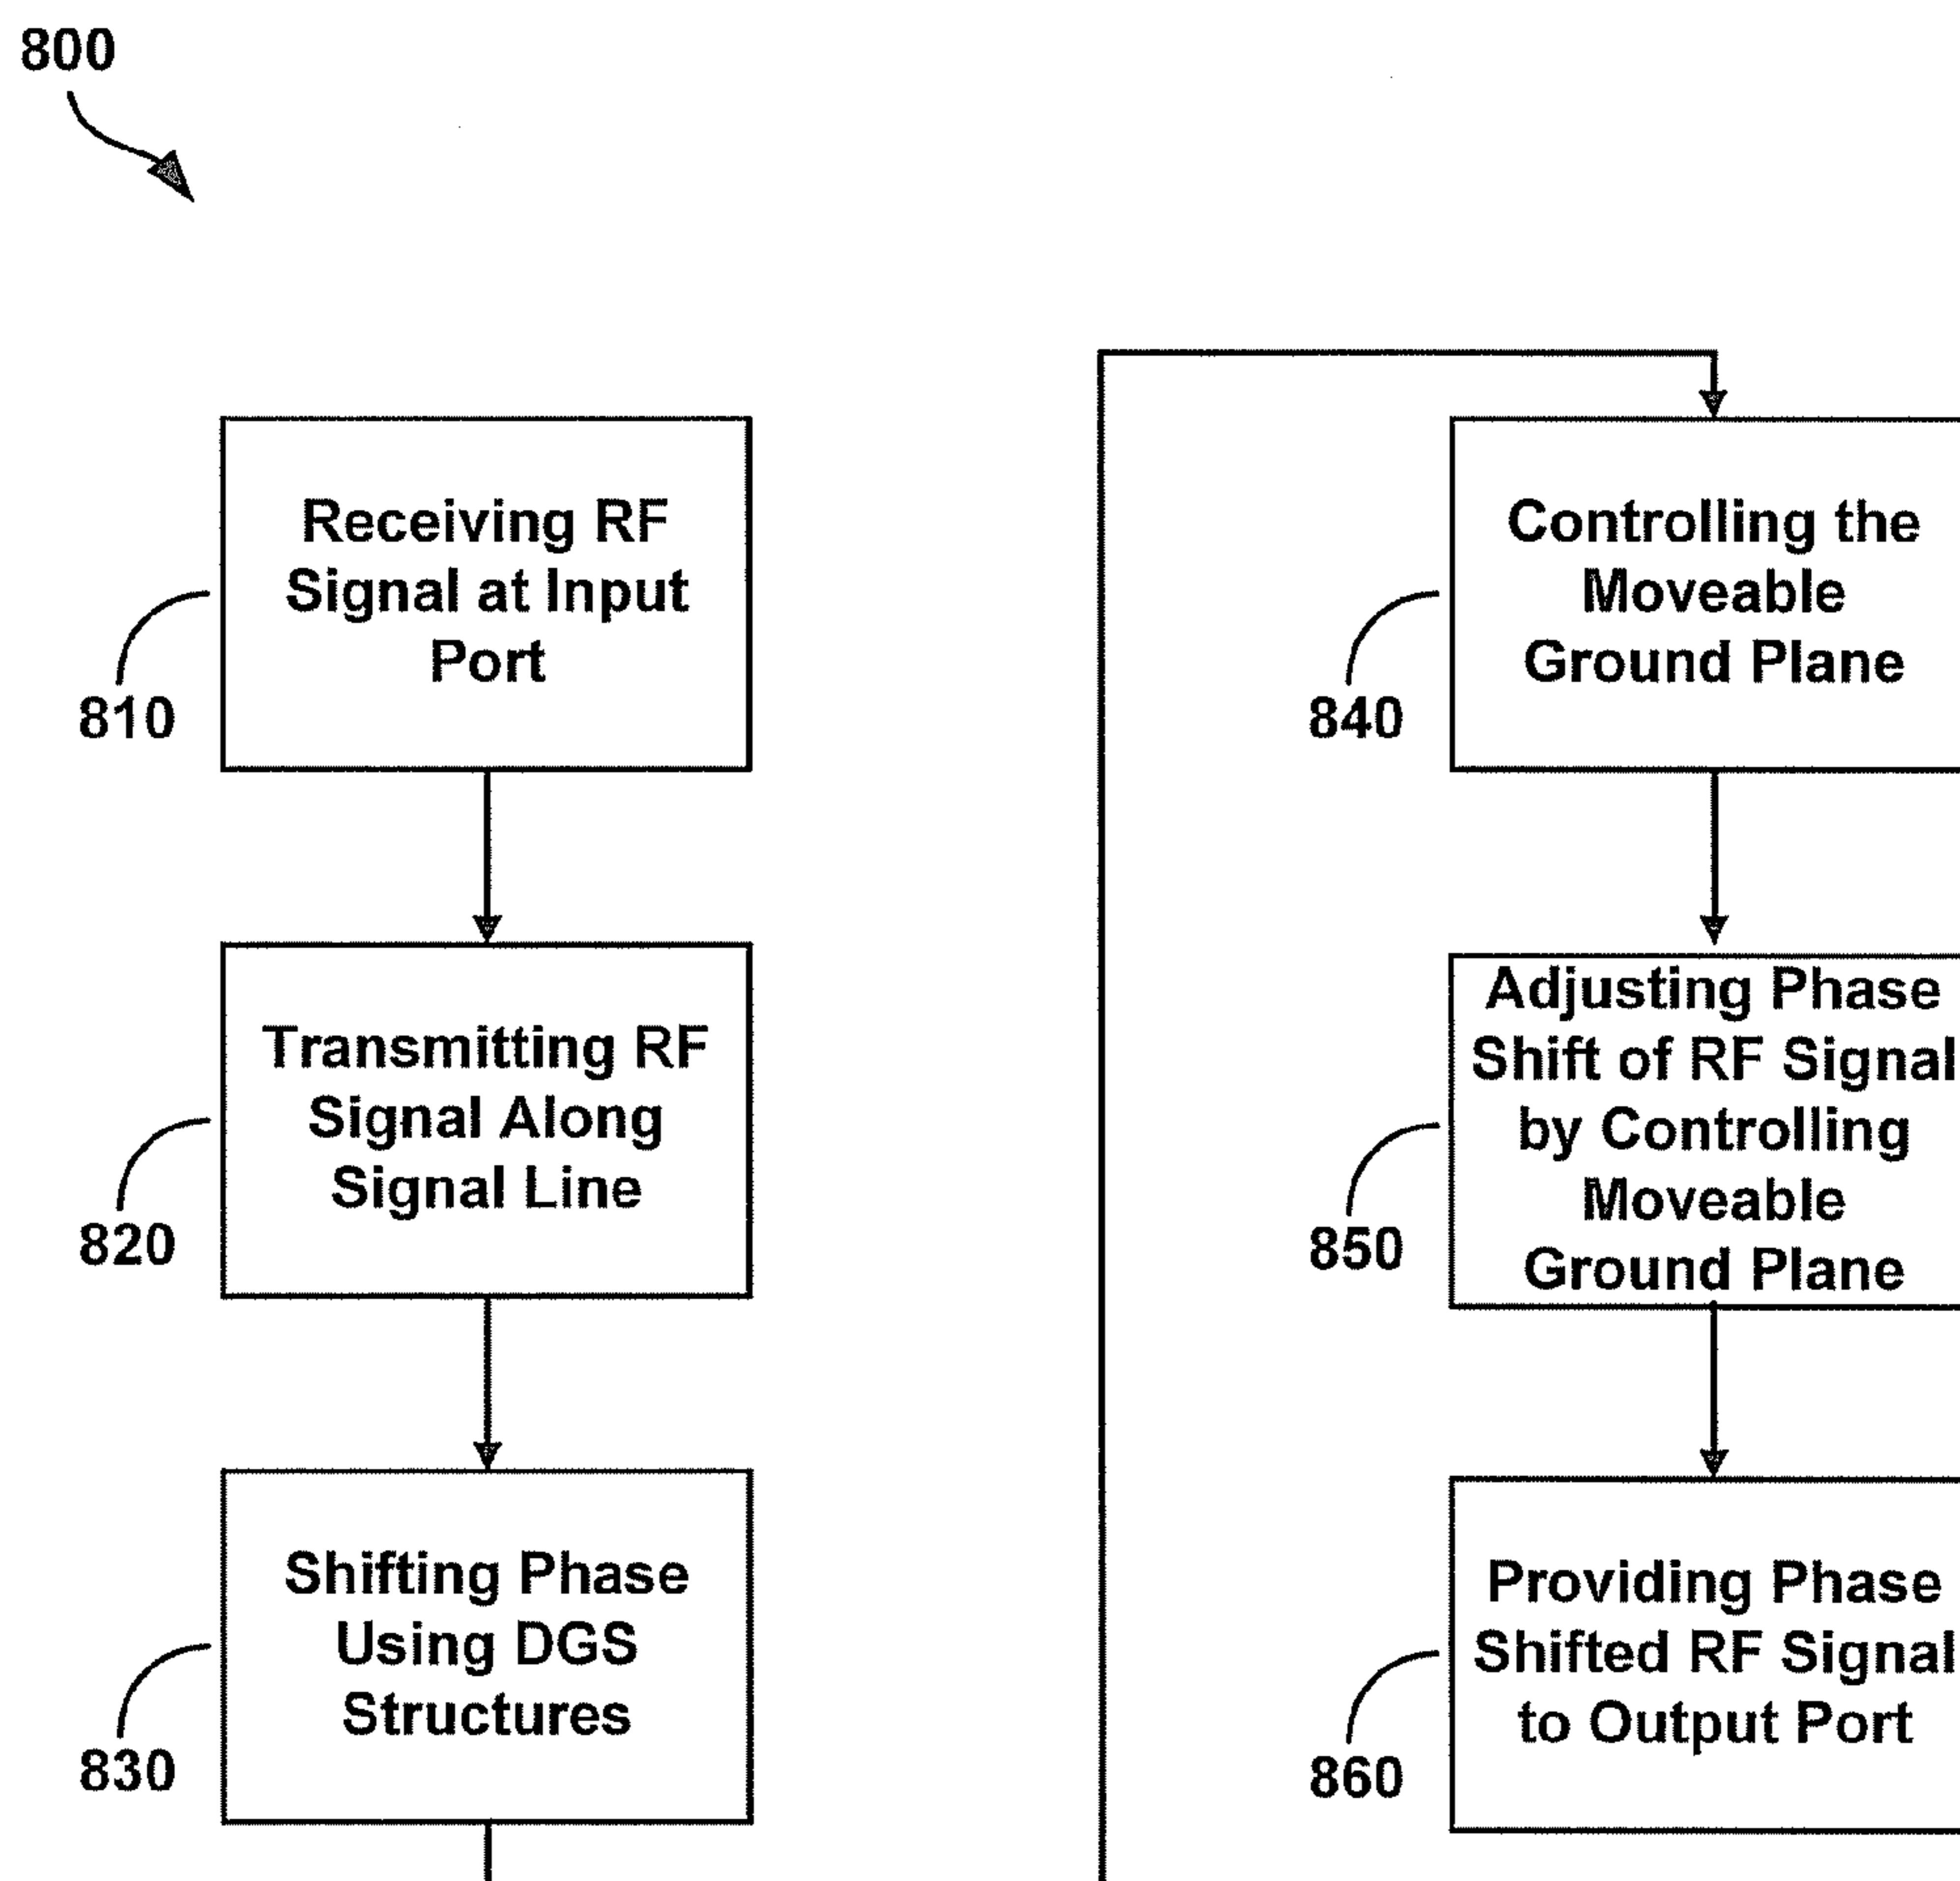 800
Receiving RF
Signal at Input
Port
810
Transmitting RF
Signal Along
Signal Line
820
Shifting Phase
Using DGS
Structures
830
Controlling the
Moveable
Ground Plane
840
Adjusting Phase
Shift of RF Signal
by Controlling
Moveable
Ground Plane
850
Providing Phase
Shifted RF Signal
to Output Port
860